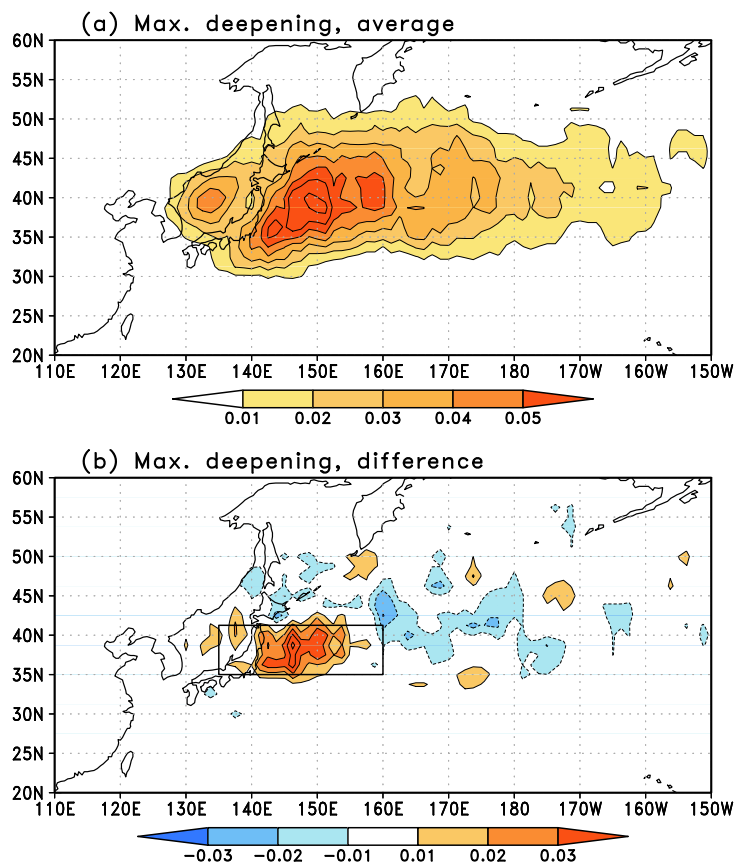 (a) Max. deepening, average
60N
55N
50N
45N
40N
35N
30N
25N
20N
110E 120E 130E 140E 150E 160E 170E 180 170W 160W 150W
0.01 0.02 0.03 0.04 0.05
(b) Max. deepening, difference
60N
55N
50N
45N
40N
35N
30N
25N
20N
110E 120E 130E 140E 150E 160E 170E 180 170W 160W 150W
−0.03 −0.02 −0.01 0.01 0.02 0.03